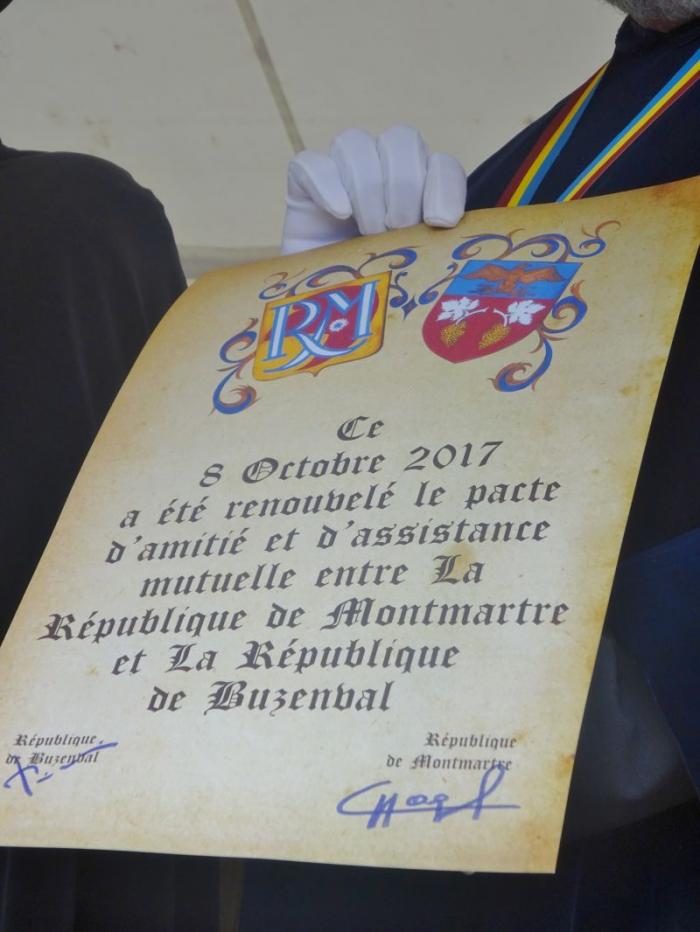 RM
Ce
8 Octobre 2017
a été renouvelé le pacte
d'amitié et d'assistance
mutuelle entre La
République de Montmartre
et La République
de Buzenval
République
de Buzenval
République
de Montmartre